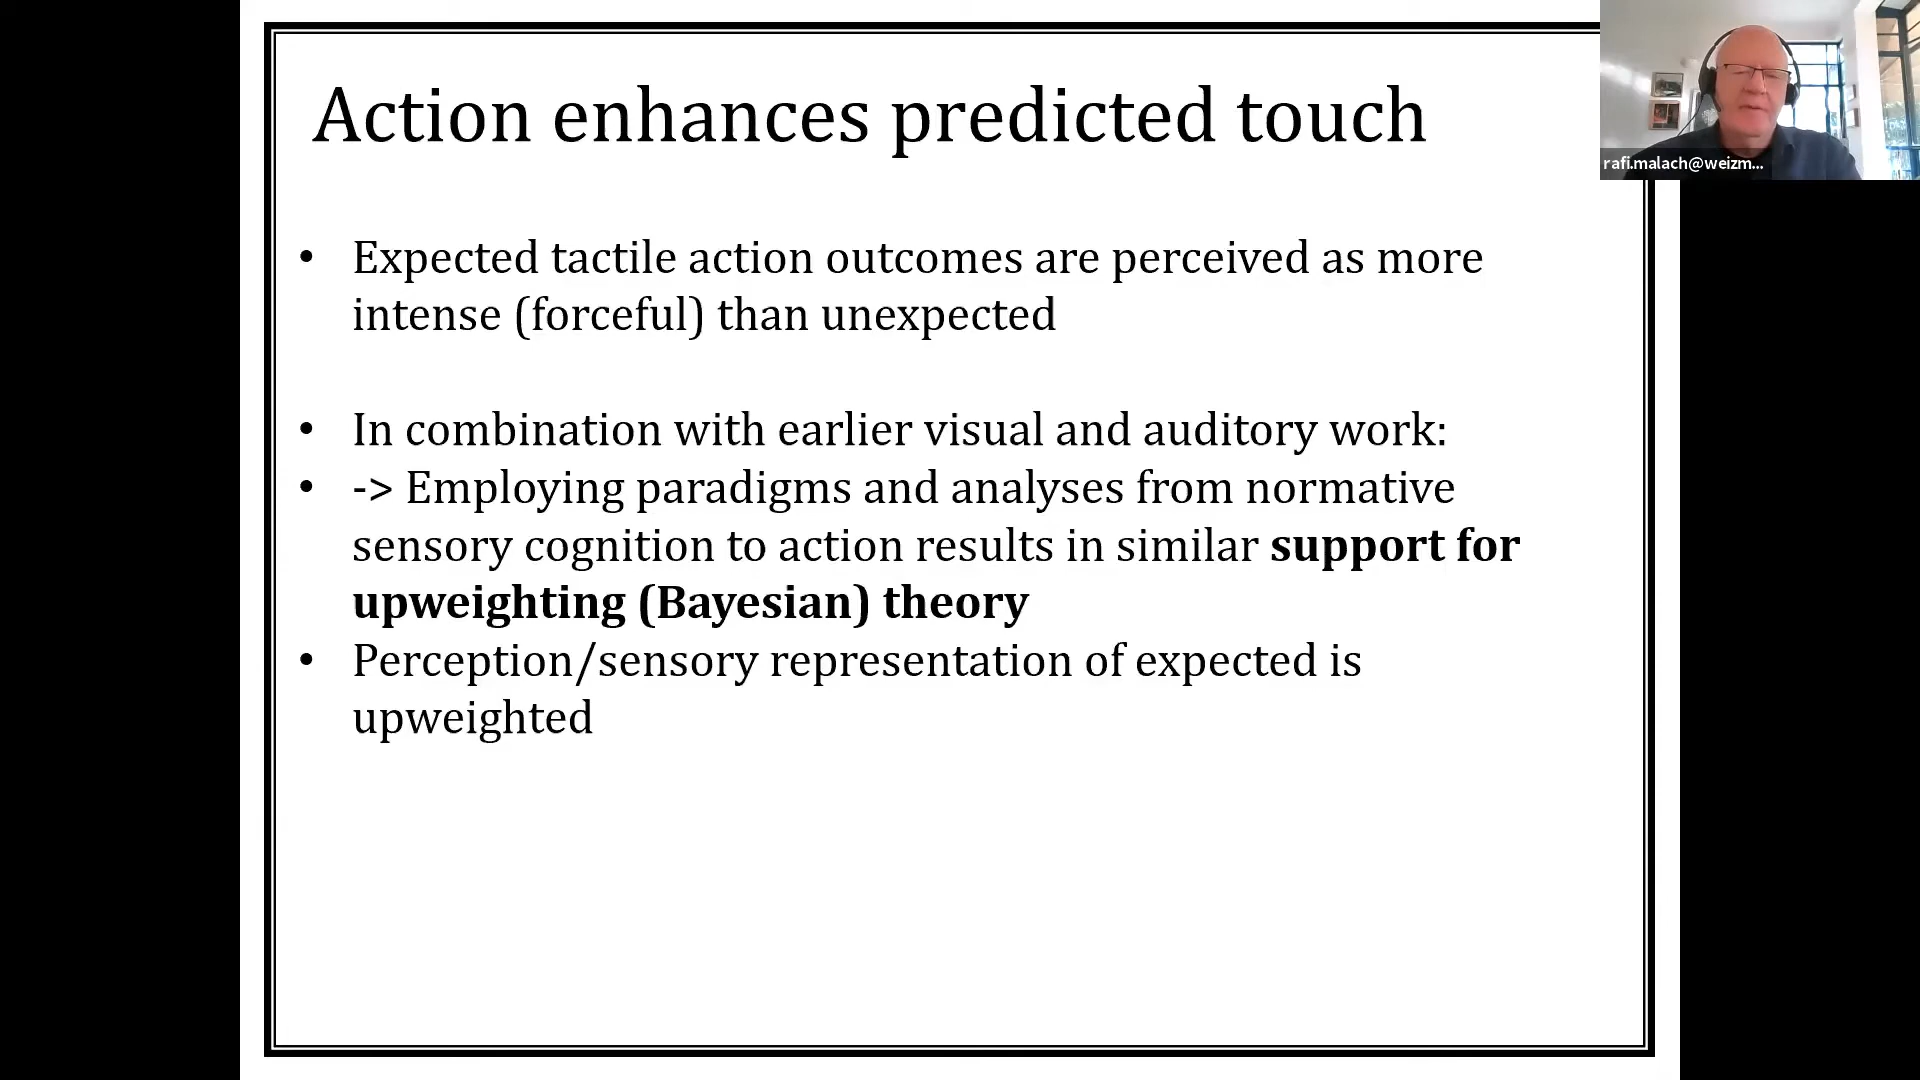 Action enhances predicted touch
• Expected tactile action outcomes are perceived as more
intense (forceful) than unexpected
• In combination with earlier visual and auditory work:
• -> Employing paradigms and analyses from normative
sensory cognition to action results in similar support for
upweighting (Bayesian) theory
• Perception/sensory representation of expected is
upweighted
rafi.malach@weizm...